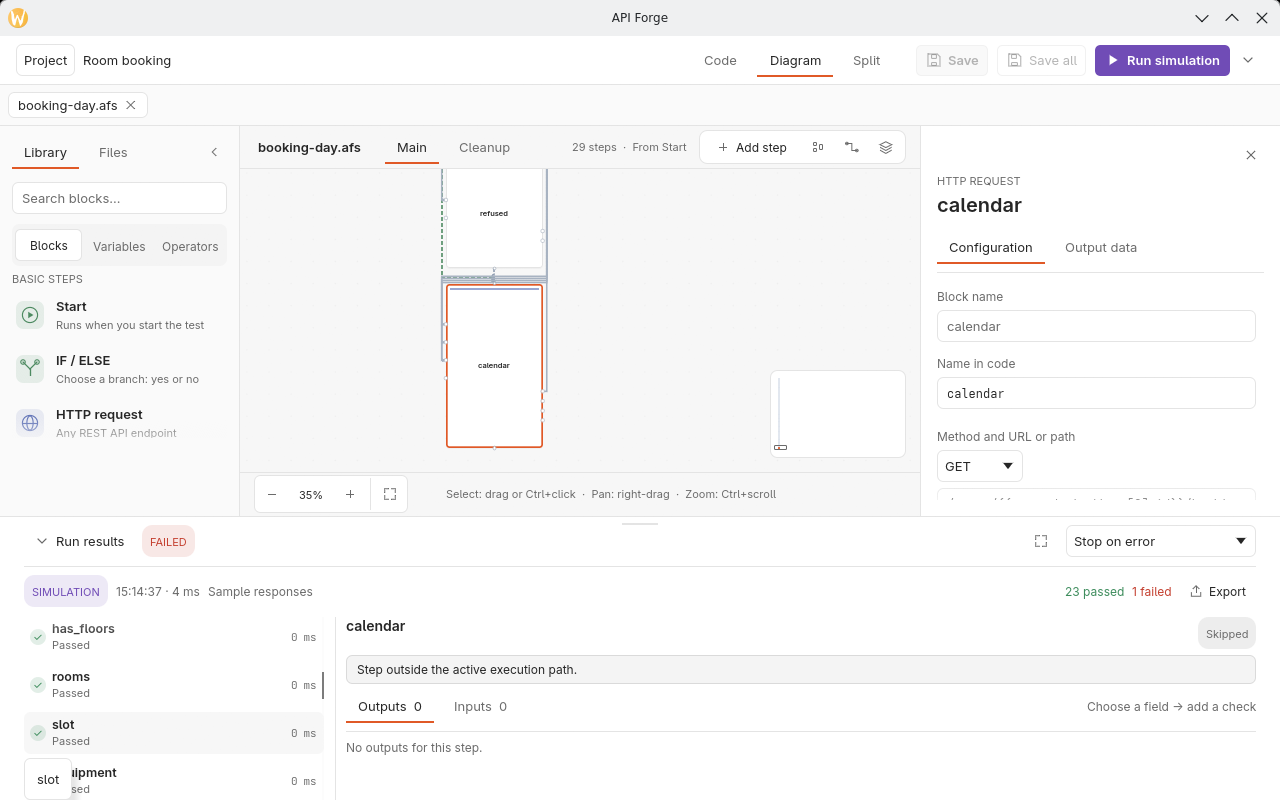 API Forge
Project
Room booking
Code
Diagram
Split
Save
Save all
Run simulation
booking-day.afs
Library
Files
Search blocks...
Blocks
Variables
Operators
BASIC STEPS
Start
Runs when you start the test
IF / ELSE
Choose a branch: yes or no
HTTP request
Any REST API endpoint
booking-day.afs
Main
Cleanup
29 steps · From Start
Add step
refused
calendar
35%
Select: drag or Ctrl+click · Pan: right-drag · Zoom: Ctrl+scroll
HTTP REQUEST
calendar
Configuration
Output data
Block name
calendar
Name in code
calendar
Method and URL or path
GET
Run results
FAILED
Stop on error
SIMULATION
15:14:37 · 4 ms
Sample responses
23 passed
1 failed
Export
has_floors
Passed
0 ms
rooms
Passed
0 ms
slot
Passed
0 ms
0 ms
slot
calendar
Skipped
Step outside the active execution path.
Outputs 0
Inputs 0
Choose a field → add a check
No outputs for this step.